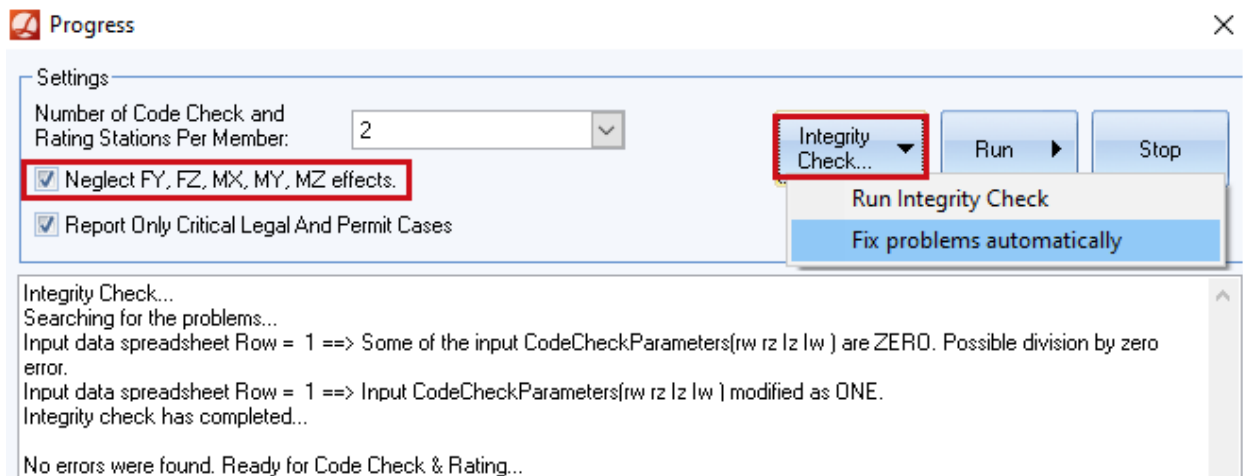 Progress
Settings
Number of Code Check and
Rating Stations Per Member:
2
Integrity
Check...
Run
Stop
Neglect FY, FZ, MX, MY, MZ effects.
Run Integrity Check
Report Only Critical Legal And Permit Cases
Fix problems automatically
Integrity Check...
Searching for the problems...
Input data spreadsheet Row = 1 ==> Some of the input CodeCheckParameters(rw rz lz lw ) are ZERO. Possible division by zero
error.
Input data spreadsheet Row = 1 ==> Input CodeCheckParameters(rw rz lz lw ) modified as ONE.
Integrity check has completed...
No errors were found. Ready for Code Check & Rating...